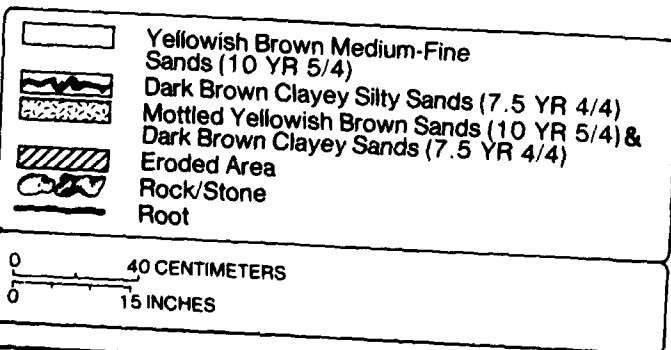 Yellowish Brown Medium-Fine
Sands (10 YR 5/4)
Dark Brown Clayey Silty Sands (7.5 YR 4/4)
Mottled Yellowish Brown Sands (10 YR 5/4) &
Dark Brown Clayey Sands (7.5 YR 4/4)
Eroded Area
Rock/Stone
Root
0 40 CENTIMETERS
0 15 INCHES